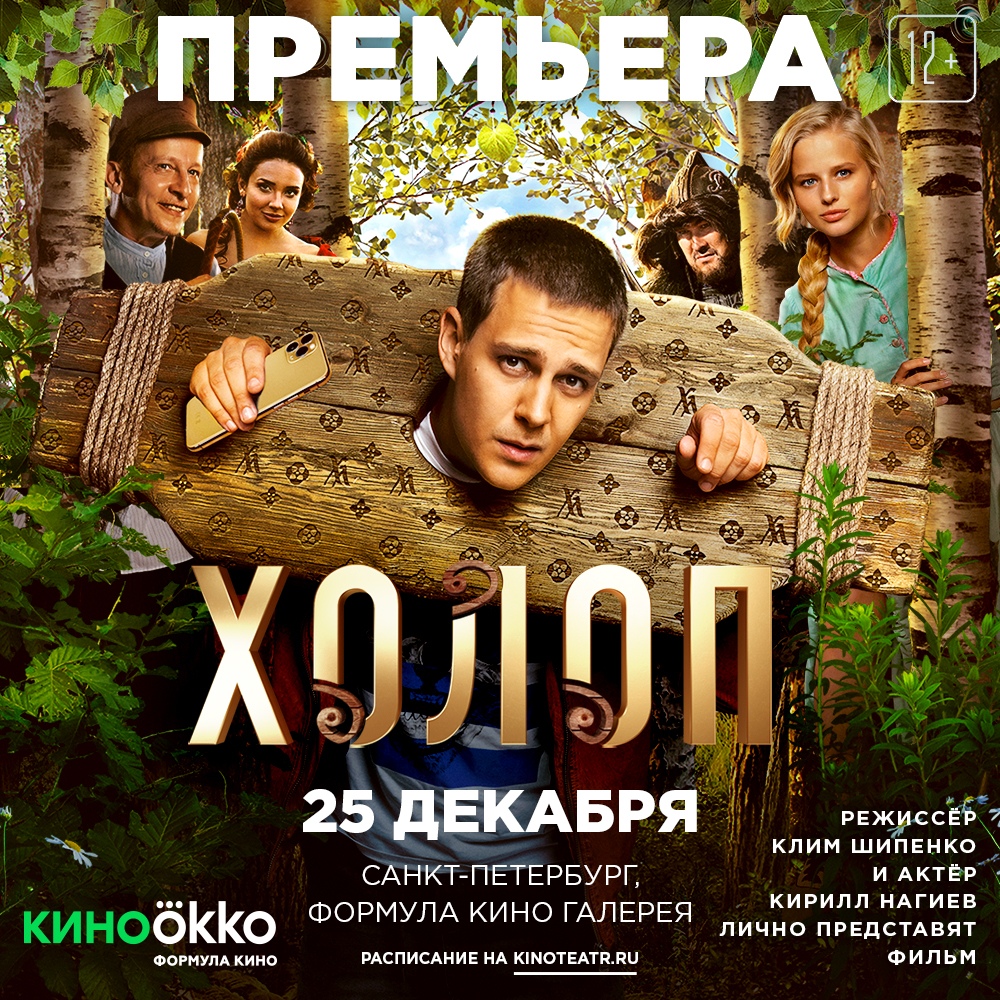 ПРЕМЬЕРА
12+
ХОЛОП
25 ДЕКАБРЯ
САНКТ-ПЕТЕРБУРГ,
ФОРМУЛА КИНО ГАЛЕРЕЯ
РАСПИСАНИЕ НА KINOTEATR.RU
КИНОÖККО
ФОРМУЛА КИНО
РЕЖИССЁР
КЛИМ ШИПЕНКО
И АКТЁР
КИРИЛЛ НАГИЕВ
ЛИЧНО ПРЕДСТАВЯТ
ФИЛЬМ